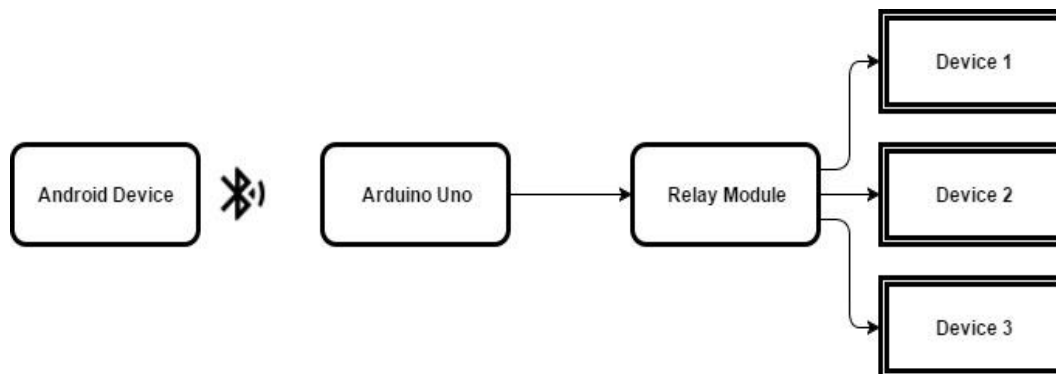 Android Device
Arduino Uno
Relay Module
Device 1
Device 2
Device 3